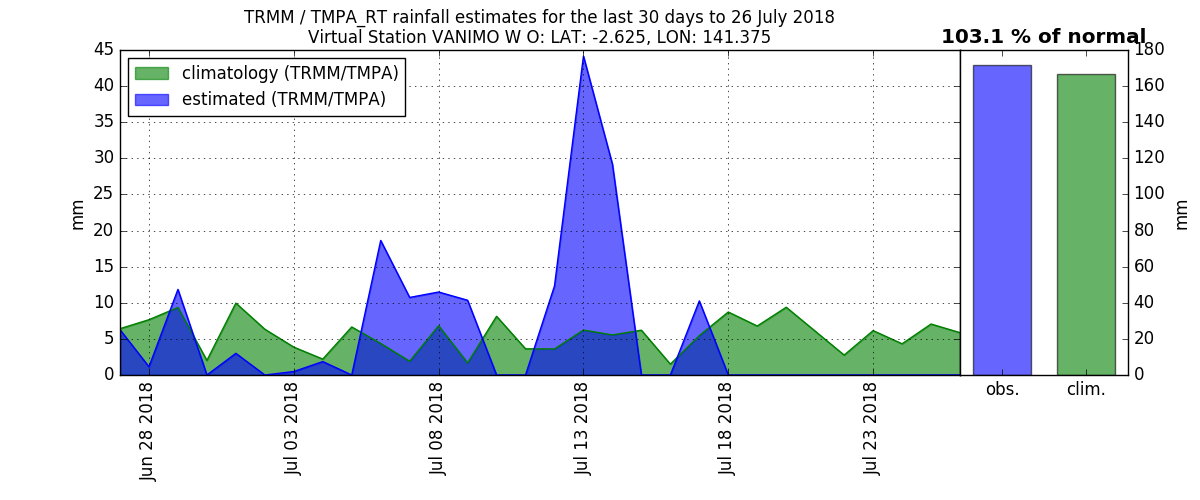 TRMM / TMPA_RT rainfall estimates for the last 30 days to 26 July 2018
Virtual Station VANIMO W O: LAT: -2.625, LON: 141.375
103.1 % of normal
climatology (TRMM/TMPA)
estimated (TRMM/TMPA)
45
40
35
30
25
20
15
10
5
0
mm
Jun 28 2018
Jul 03 2018
Jul 08 2018
Jul 13 2018
Jul 18 2018
Jul 23 2018
180
160
140
120
100
80
60
40
20
0
mm
obs.
clim.